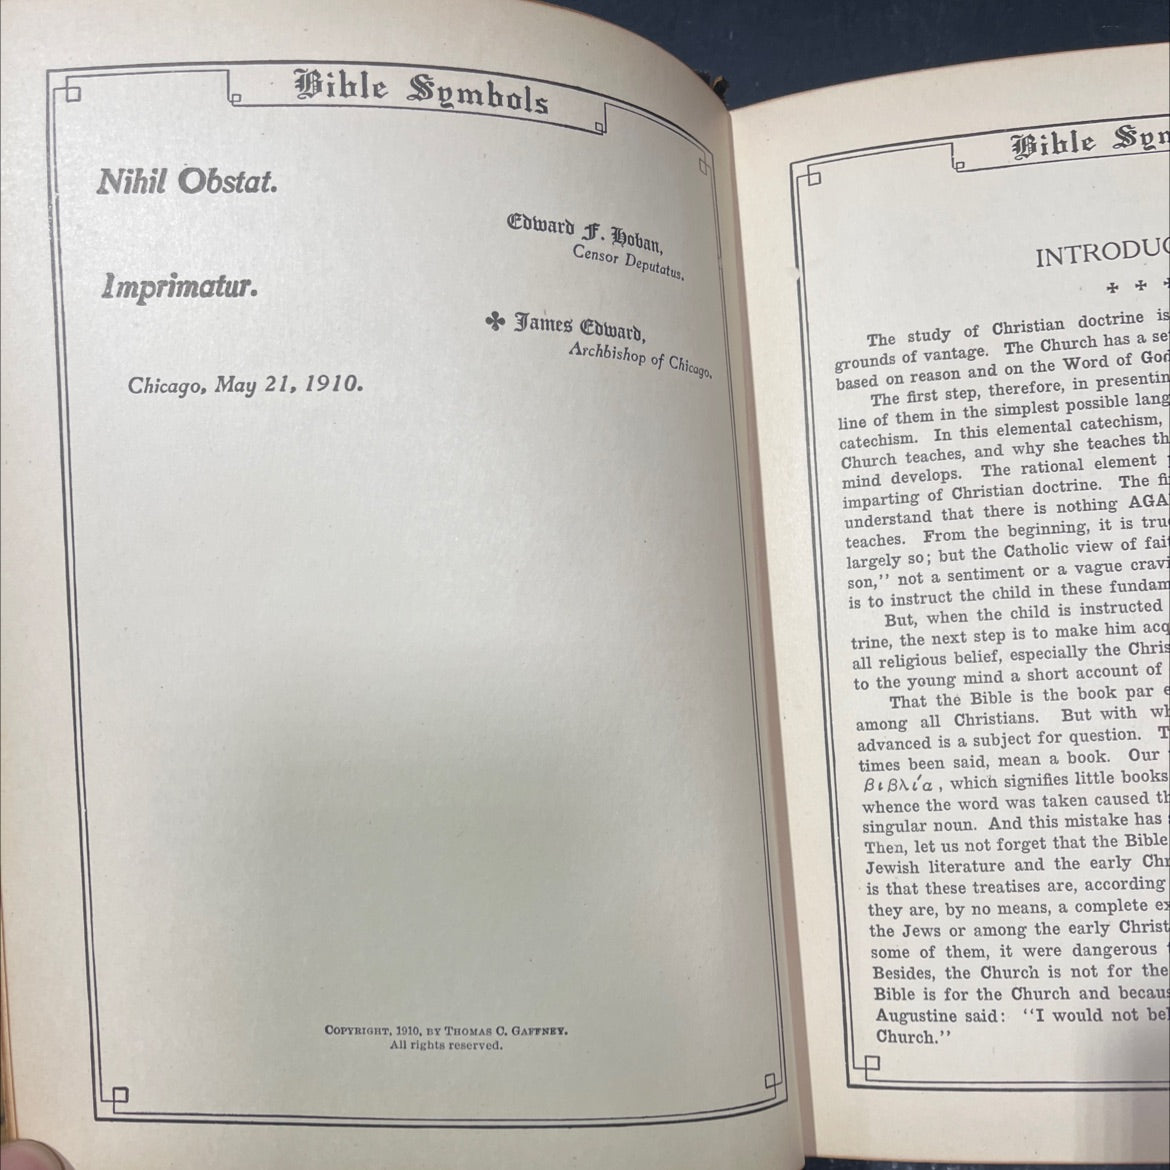 Bible Symbols
Nihil Obstat.
Edward F. Hoban,
Censor Deputatus.
Imprimatur.
✤ James Edward,
Archbishop of Chicago.
Chicago, May 21, 1910.
Copyright, 1910, by Thomas C. Gaffney.
All rights reserved.
Bible Sym
INTRODUC
✠ ✠
The study of Christian doctrine is
grounds of vantage. The Church has a se
based on reason and on the Word of God
The first step, therefore, in presentin
line of them in the simplest possible lang
catechism. In this elemental catechism,
Church teaches, and why she teaches th
mind develops. The rational element
imparting of Christian doctrine. The fi
understand that there is nothing AGA
teaches. From the beginning, it is true
largely so; but the Catholic view of fait
son,'' not a sentiment or a vague cravi
is to instruct the child in these fundam
But, when the child is instructed
trine, the next step is to make him acq
all religious belief, especially the Chris
to the young mind a short account of
That the Bible is the book par e
among all Christians. But with wh
advanced is a subject for question. T
times been said, mean a book. Our
βιβλία, which signifies little books
whence the word was taken caused th
singular noun. And this mistake has
Then, let us not forget that the Bible
Jewish literature and the early Chr
is that these treatises are, according
they are, by no means, a complete ex
the Jews or among the early Christ
some of them, it were dangerous
Besides, the Church is not for the
Bible is for the Church and becaus
Augustine said: ''I would not bel
Church.''